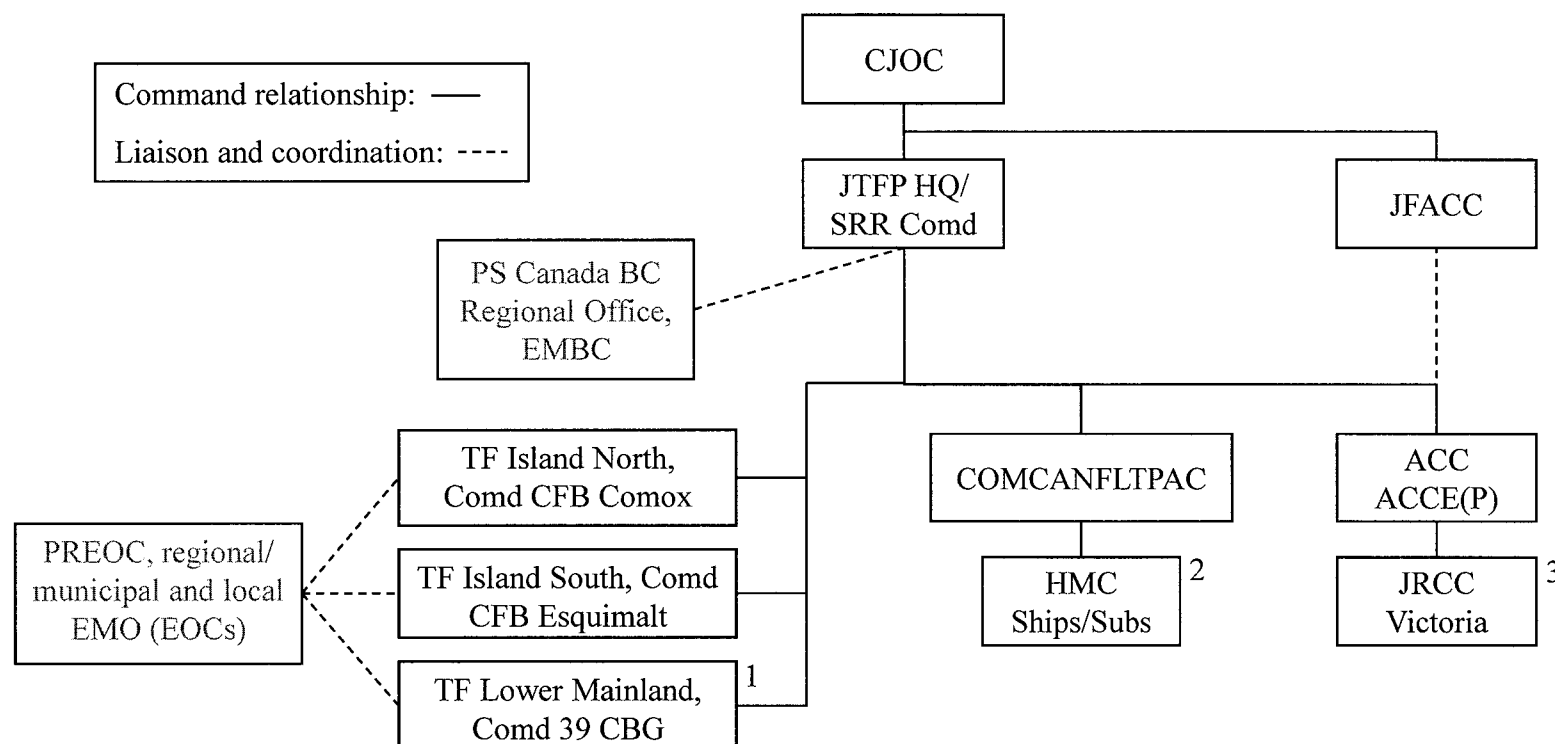 CJOC
Command relationship:
Liaison and coordination:
JTFP HQ/
SRR Comd
JFACC
PS Canada BC
Regional Office,
EMBC
TF Island North,
Comd CFB Comox
COMCANFLTPAC
ACC
ACCE(P)
PREOC, regional/
municipal and local
EMO (EOCs)
TF Island South, Comd
CFB Esquimalt
HMC
Ships/Subs
2
JRCC
Victoria
3
TF Lower Mainland,
Comd 39 CBG
1